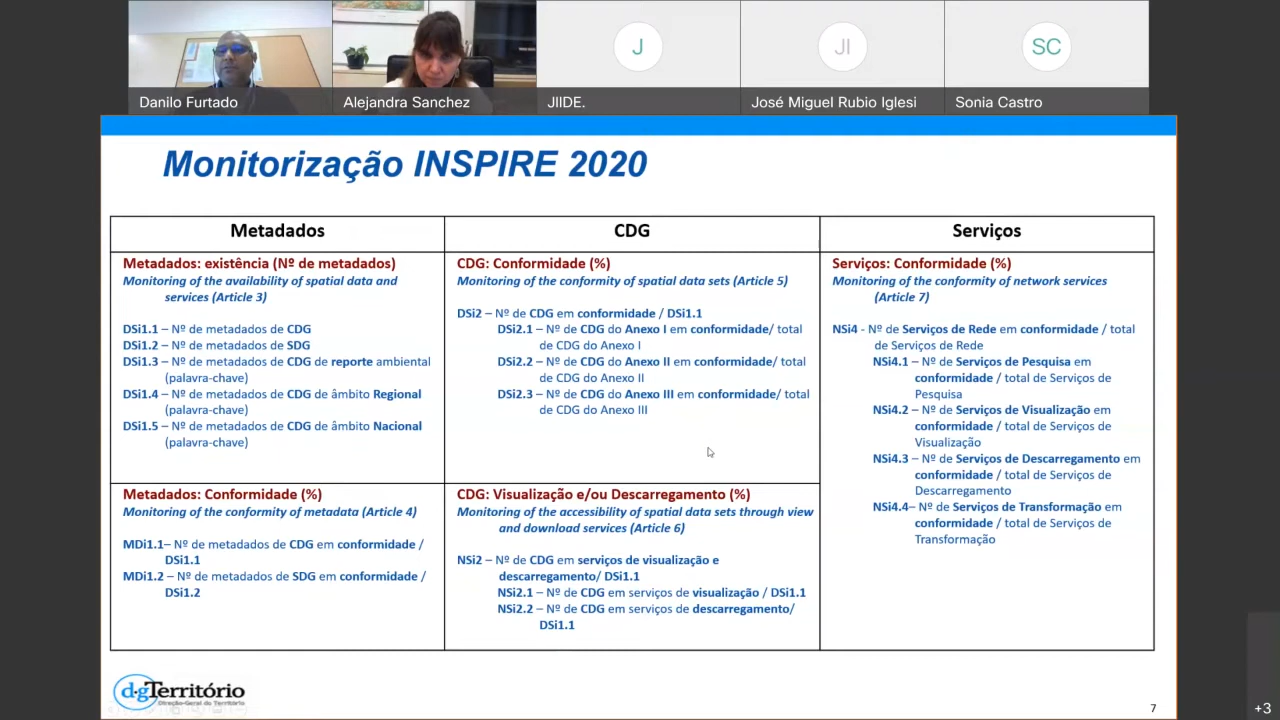 J
JI
SC
Danilo Furtado
Alejandra Sanchez
JIIDE.
José Miguel Rubio Iglesi
Sonia Castro
Monitorização INSPIRE 2020
Metadados
CDG
Serviços
Metadados: existência (Nº de metadados)
Monitoring of the availability of spatial data and
services (Article 3)
DSi1.1 – Nº de metadados de CDG
DSi1.2 – Nº de metadados de SDG
DSi1.3 – Nº de metadados de CDG de reporte ambiental
(palavra-chave)
DSi1.4 – Nº de metadados de CDG de âmbito Regional
(palavra-chave)
DSi1.5 – Nº de metadados de CDG de âmbito Nacional
(palavra-chave)
Metadados: Conformidade (%)
Monitoring of the conformity of metadata (Article 4)
MDi1.1– Nº de metadados de CDG em conformidade /
DSi1.1
MDi1.2 – Nº de metadados de SDG em conformidade /
DSi1.2
CDG: Conformidade (%)
Monitoring of the conformity of spatial data sets (Article 5)
DSi2 – Nº de CDG em conformidade / DSi1.1
DSi2.1 – Nº de CDG do Anexo I em conformidade/ total
de CDG do Anexo I
DSi2.2 – Nº de CDG do Anexo II em conformidade/ total
de CDG do Anexo II
DSi2.3 – Nº de CDG do Anexo III em conformidade/ total
de CDG do Anexo III
CDG: Visualização e/ou Descarregamento (%)
Monitoring of the accessibility of spatial data sets through view
and download services (Article 6)
NSi2 – Nº de CDG em serviços de visualização e
descarregamento/ DSi1.1
NSi2.1 – Nº de CDG em serviços de visualização / DSi1.1
NSi2.2 – Nº de CDG em serviços de descarregamento/
DSi1.1
Serviços: Conformidade (%)
Monitoring of the conformity of network services
(Article 7)
NSi4 - Nº de Serviços de Rede em conformidade / total
de Serviços de Rede
NSi4.1 – Nº de Serviços de Pesquisa em
conformidade / total de Serviços de
Pesquisa
NSi4.2 – Nº de Serviços de Visualização em
conformidade / total de Serviços de
Visualização
NSi4.3 – Nº de Serviços de Descarregamento em
conformidade / total de Serviços de
Descarregamento
NSi4.4– Nº de Serviços de Transformação em
conformidade / total de Serviços de
Transformação
d·gTerritório
Direção-Geral do Território
7
+3